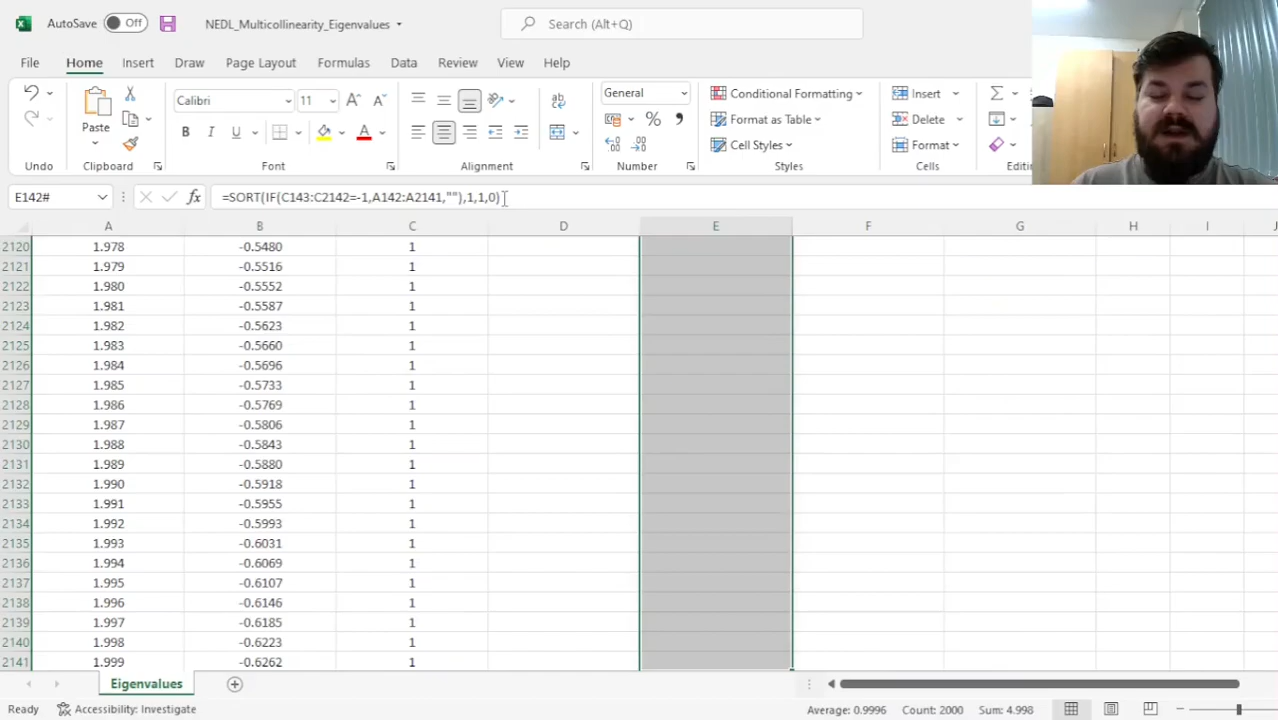 AutoSave Off NEDL_Multicollinearity_Eigenvalues Search (Alt+Q)
File Home Insert Draw Page Layout Formulas Data Review View Help
Calibri 11 General Conditional Formatting Insert
Paste B I U Format as Table Delete
Cell Styles Format
Undo Clipboard Font Alignment Number Styles Cells
E142# fx =SORT(IF(C143:C2142=-1,A142:A2141,""),1,1,0)
A B C D E F G H I
2120 1.978 -0.5480 1
2121 1.979 -0.5516 1
2122 1.980 -0.5552 1
2123 1.981 -0.5587 1
2124 1.982 -0.5623 1
2125 1.983 -0.5660 1
2126 1.984 -0.5696 1
2127 1.985 -0.5733 1
2128 1.986 -0.5769 1
2129 1.987 -0.5806 1
2130 1.988 -0.5843 1
2131 1.989 -0.5880 1
2132 1.990 -0.5918 1
2133 1.991 -0.5955 1
2134 1.992 -0.5993 1
2135 1.993 -0.6031 1
2136 1.994 -0.6069 1
2137 1.995 -0.6107 1
2138 1.996 -0.6146 1
2139 1.997 -0.6185 1
2140 1.998 -0.6223 1
2141 1.999 -0.6262 1
Eigenvalues
Ready Accessibility: Investigate Average: 0.9996 Count: 2000 Sum: 4.998